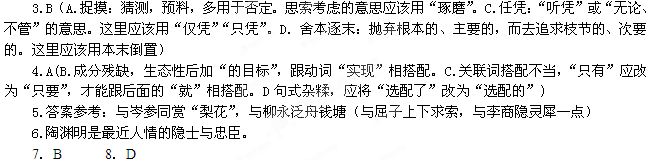 3.B（A.捉摸：猜测，预料，多用于否定。思索考虑的意思应该用“琢磨”。C.任凭：“听凭”或“无论、
不管”的意思。这里应该用“仅凭”“只凭”。D. 舍本逐末：抛弃根本的、主要的，而去追求枝节的、次要
的。这里应该用本末倒置）
4.A(B.成分残缺，生态性后加“的目标”，跟动词“实现”相搭配。C.关联词搭配不当，“只有”应改
为“只要”，才能跟后面的“就”相搭配。D 句式杂糅，应将“选配了”改为“选配的”）
5.答案参考：与岑参同赏“梨花”，与柳永泛舟钱塘（与屈子上下求索，与李商隐灵犀一点）
6.陶渊明是最近人情的隐士与忠臣。
7. B 8. D